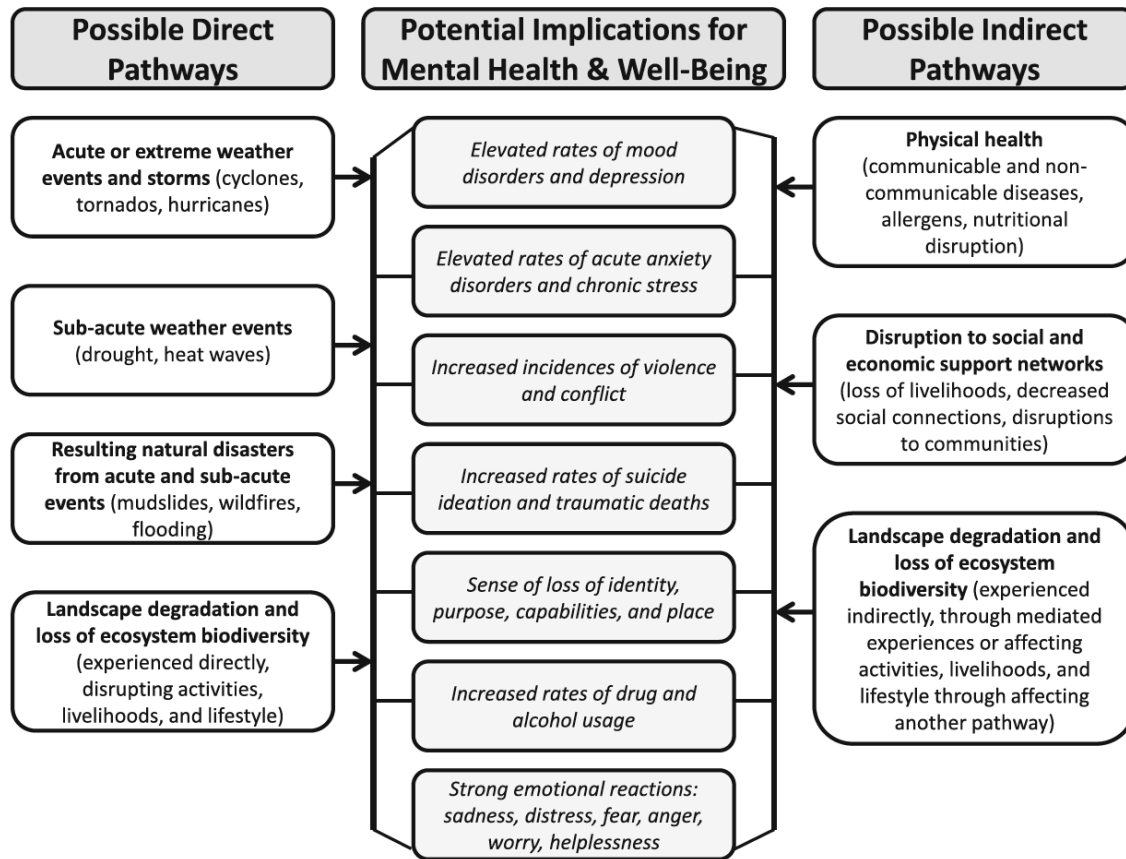 Possible Direct
Pathways
Acute or extreme weather
events and storms (cyclones,
tornados, hurricanes)
Sub-acute weather events
(drought, heat waves)
Resulting natural disasters
from acute and sub-acute
events (mudslides, wildfires,
flooding)
Landscape degradation and
loss of ecosystem biodiversity
(experienced directly,
disrupting activities,
livelihoods, and lifestyle)
Potential Implications for
Mental Health & Well-Being
Elevated rates of mood
disorders and depression
Elevated rates of acute anxiety
disorders and chronic stress
Increased incidences of violence
and conflict
Increased rates of suicide
ideation and traumatic deaths
Sense of loss of identity,
purpose, capabilities, and place
Increased rates of drug and
alcohol usage
Strong emotional reactions:
sadness, distress, fear, anger,
worry, helplessness
Possible Indirect
Pathways
Physical health
(communicable and non-
communicable diseases,
allergens, nutritional
disruption)
Disruption to social and
economic support networks
(loss of livelihoods, decreased
social connections, disruptions
to communities)
Landscape degradation and
loss of ecosystem
biodiversity (experienced
indirectly, through mediated
experiences or affecting
activities, livelihoods, and
lifestyle through affecting
another pathway)